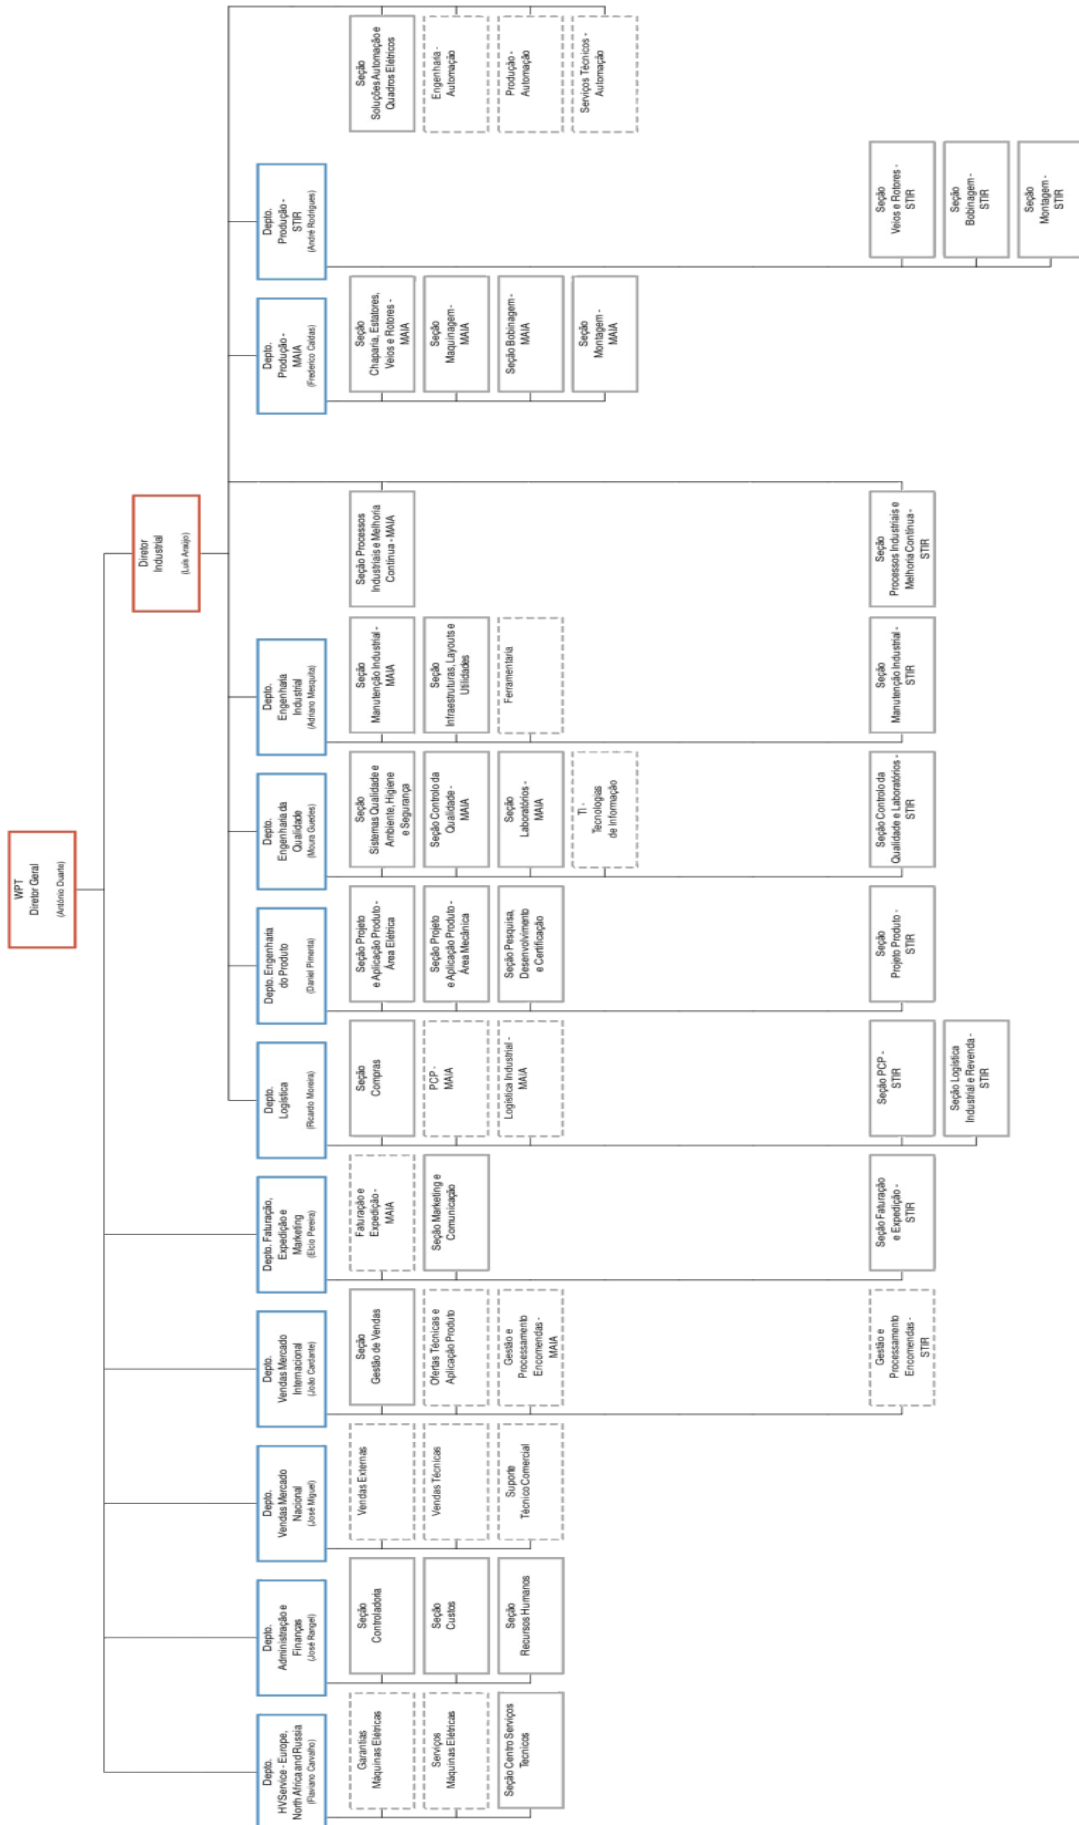 WPT
Diretor Geral
(António Duarte)
Diretor
Industrial
(Luís Araújo)
Depto.
HV Service - Europe,
North Africa and Russia
(Flaviano Carvalho)
Garantias
Máquinas Elétricas
Serviços
Máquinas Elétricas
Seção Centro Serviços
Tecnicos
Depto.
Administração e
Finanças
(José Rangel)
Seção
Controladoria
Seção
Custos
Seção
Recursos Humanos
Depto.
Vendas Mercado
Nacional
(José Miguel)
Vendas Externas
Vendas Técnicas
Suporte
Técnico Comercial
Depto.
Vendas Mercado
Internacional
(João Cardante)
Seção
Gestão de Vendas
Ofertas Técnicas e
Aplicação Produto
Gestão e
Processamento
Encomendas -
MAIA
Gestão e
Processamento
Encomendas -
STIR
Depto. Faturação,
Expedição e
Marketing
(Elcio Pereira)
Faturação e
Expedição -
MAIA
Seção Marketing e
Comunicação
Seção Faturação
e Expedição -
STIR
Depto.
Logística
(Ricardo Moreira)
Seção
Compras
PCP -
MAIA
Logística Industrial -
MAIA
Seção PCP -
STIR
Seção Logística
Industrial e Revenda -
STIR
Depto. Engenharia
do Produto
(Daniel Pimenta)
Seção Projeto
e Aplicação Produto -
Área Elétrica
Seção Projeto
e Aplicação Produto -
Área Mecânica
Seção Pesquisa,
Desenvolvimento
e Certificação
Seção
Projeto Produto -
STIR
Depto.
Engenharia da
Qualidade
(Moura Guedes)
Seção
Sistemas Qualidade e
Ambiente, Higiene
e Segurança
Seção Controlo da
Qualidade -
MAIA
Seção
Laboratórios -
MAIA
TI -
Tecnologias
de Informação
Seção Controlo da
Qualidade e Laboratórios -
STIR
Depto.
Engenharia
Industrial
(Adriano Mesquita)
Seção
Manutenção Industrial -
MAIA
Seção
Infraestruturas, Layouts e
Utilidades
Ferramentaria
Seção
Manutenção Industrial -
STIR
Seção Processos
Industriais e Melhoria
Contínua - MAIA
Seção
Processos Industriais e
Melhoria Contínua -
STIR
Depto.
Produção -
MAIA
(Frederico Caldas)
Seção
Chaparia, Estatores,
Veios e Rotores -
MAIA
Seção
Maquinagem -
MAIA
Seção Bobinagem -
MAIA
Seção
Montagem -
MAIA
Depto.
Produção -
STIR
(André Rodrigues)
Seção
Veios e Rotores -
STIR
Seção
Bobinagem -
STIR
Seção
Montagem -
STIR
Seção
Soluções Automação e
Quadros Elétricos
Engenharia -
Automação
Produção -
Automação
Serviços Técnicos -
Automação